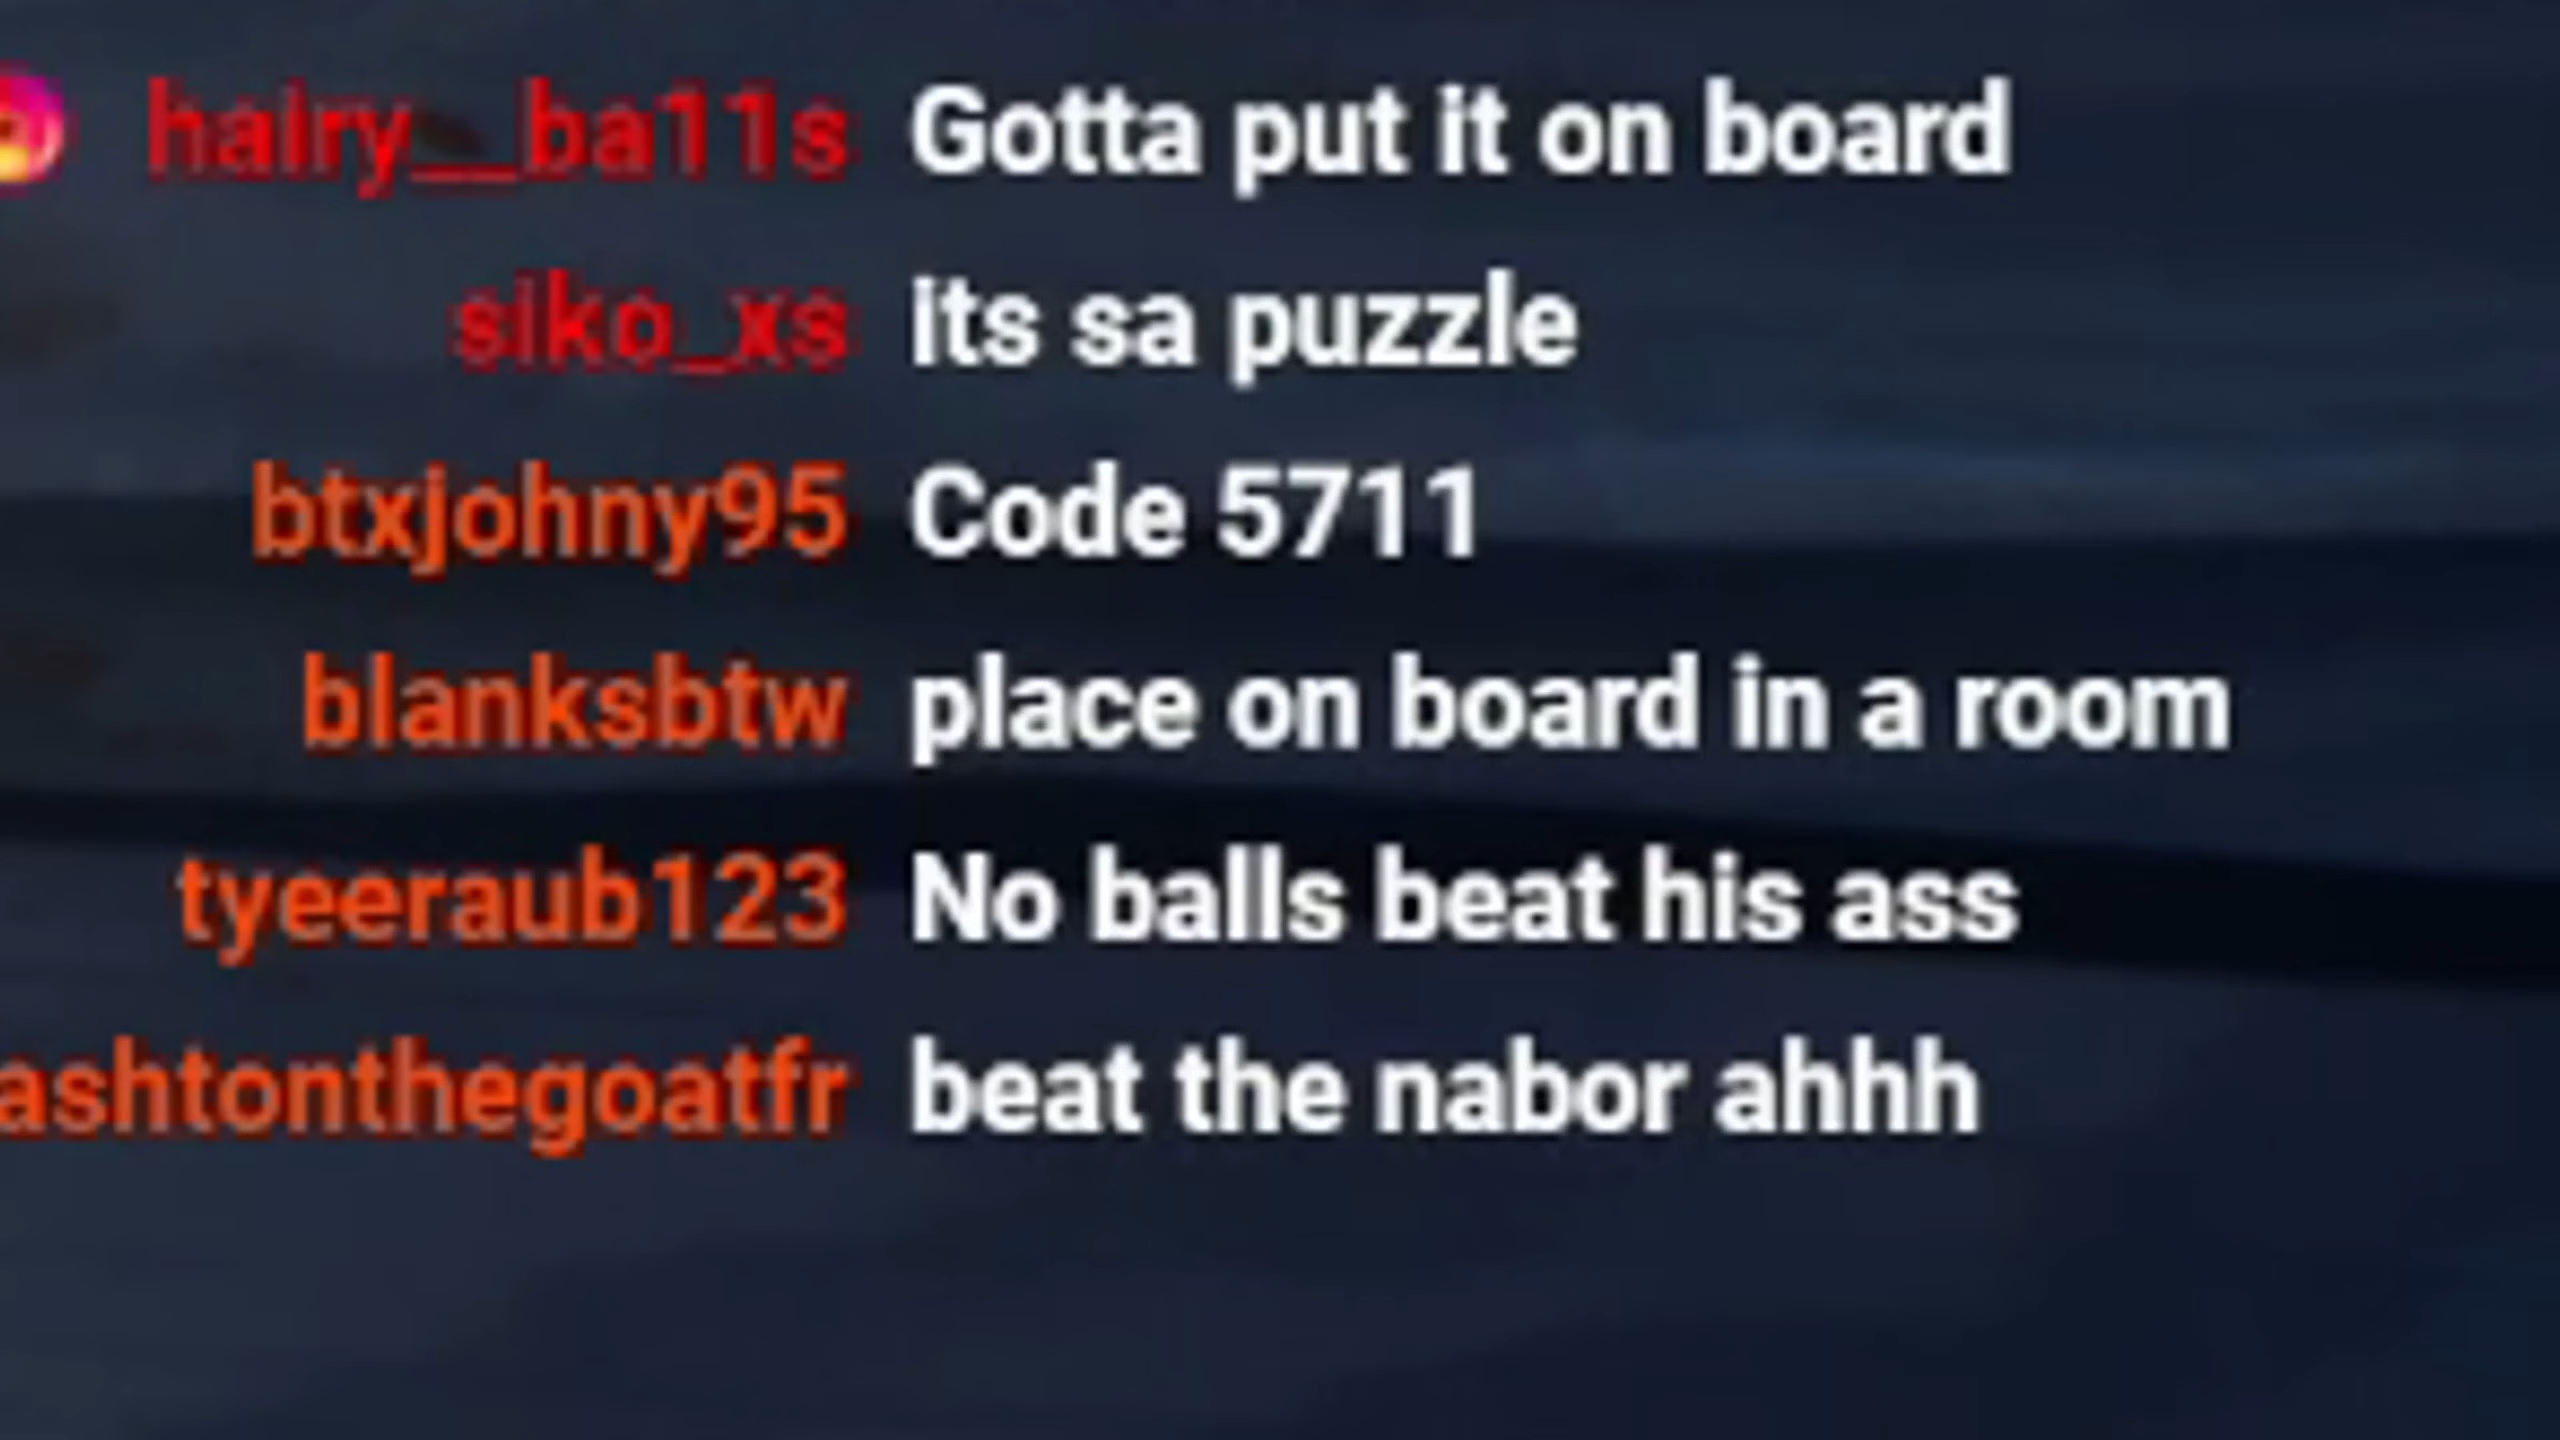 hairy__ba11s Gotta put it on board
siko_xs its sa puzzle
btxjohny95 Code 5711
blanksbtw place on board in a room
tyeeraub123 No balls beat his ass
ashtonthegoatfr beat the nabor ahhh